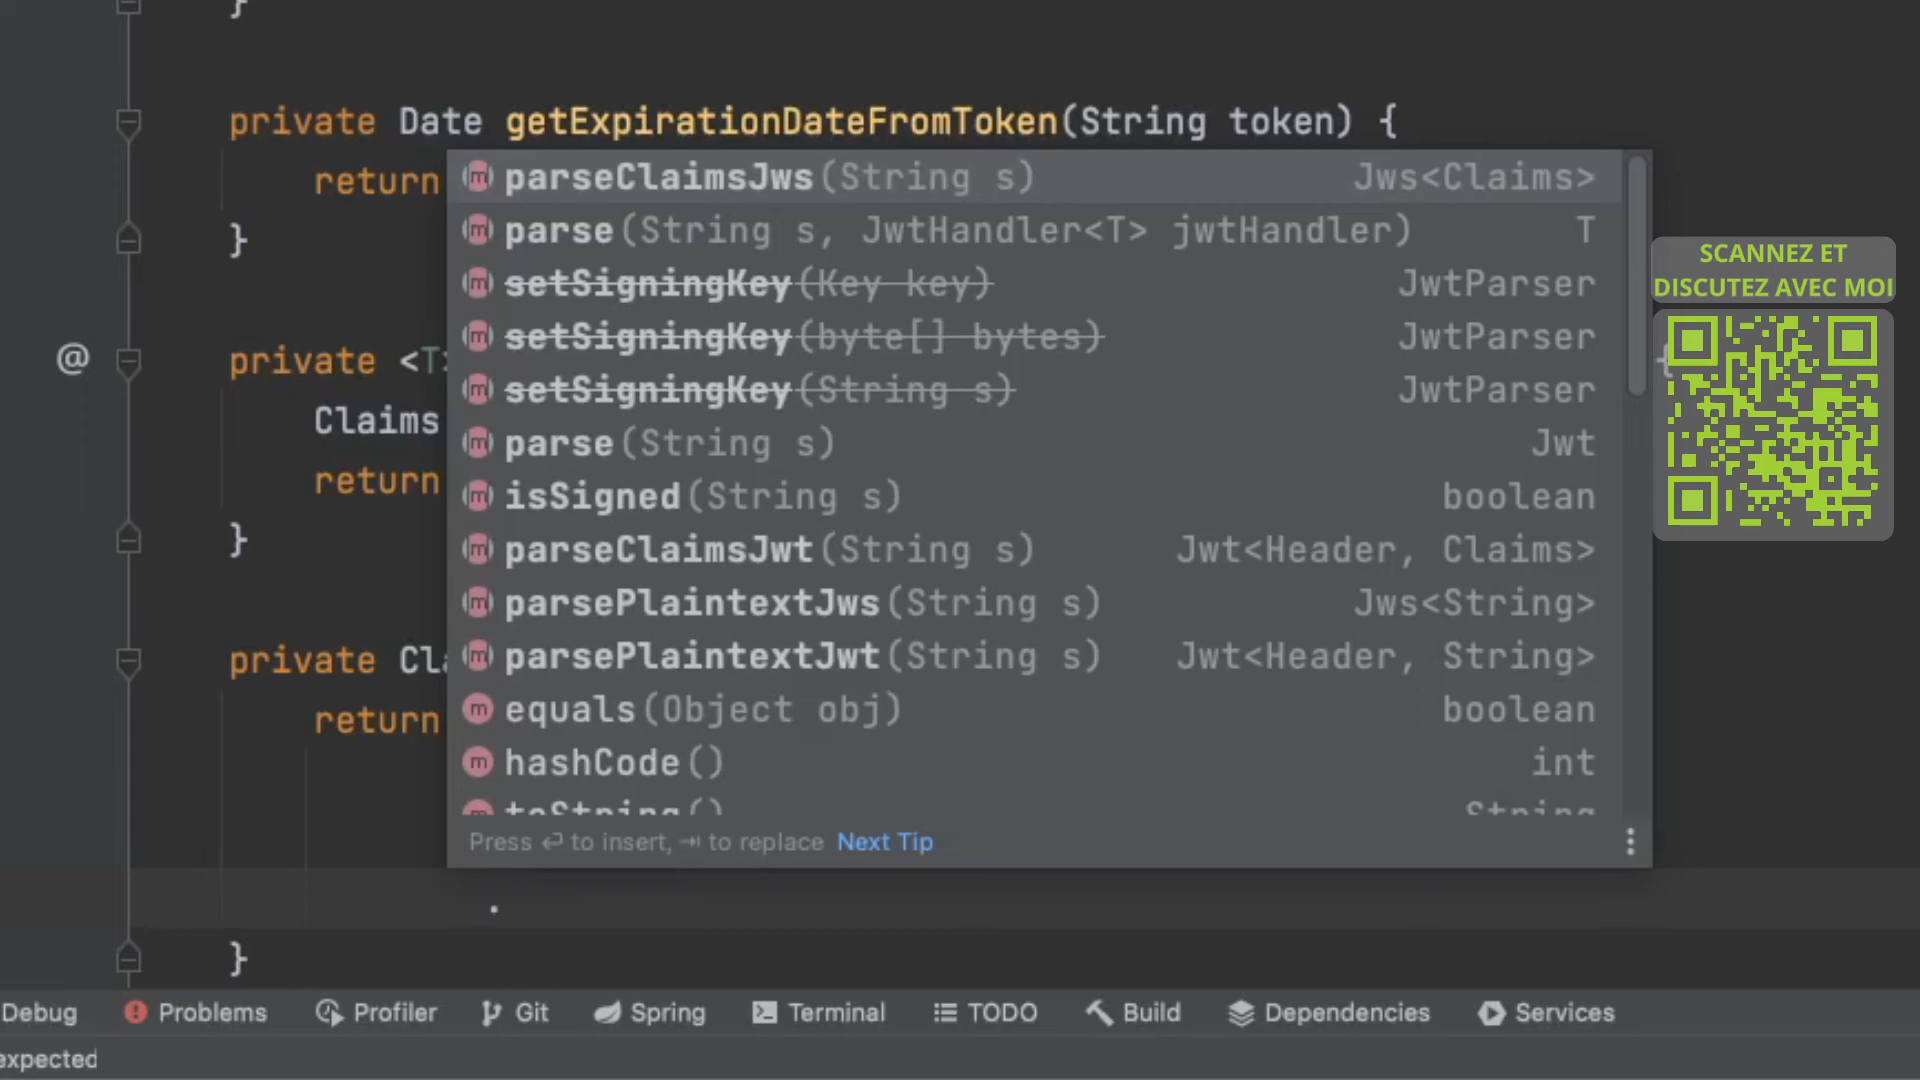 }
private Date getExpirationDateFromToken(String token) {
return
}
@
private <T>
{
Claims
return
}
private Cla
return
.
}
parseClaimsJws(String s) Jws<Claims>
parse(String s, JwtHandler<T> jwtHandler) T
setSigningKey(Key key) JwtParser
setSigningKey(byte[] bytes) JwtParser
setSigningKey(String s) JwtParser
parse(String s) Jwt
isSigned(String s) boolean
parseClaimsJwt(String s) Jwt<Header, Claims>
parsePlaintextJws(String s) Jws<String>
parsePlaintextJwt(String s) Jwt<Header, String>
equals(Object obj) boolean
hashCode() int
toString() String
Press ⏎ to insert, ⇥ to replace Next Tip
SCANNEZ ET
DISCUTEZ AVEC MOI
Debug Problems Profiler Git Spring Terminal TODO Build Dependencies Services
expected